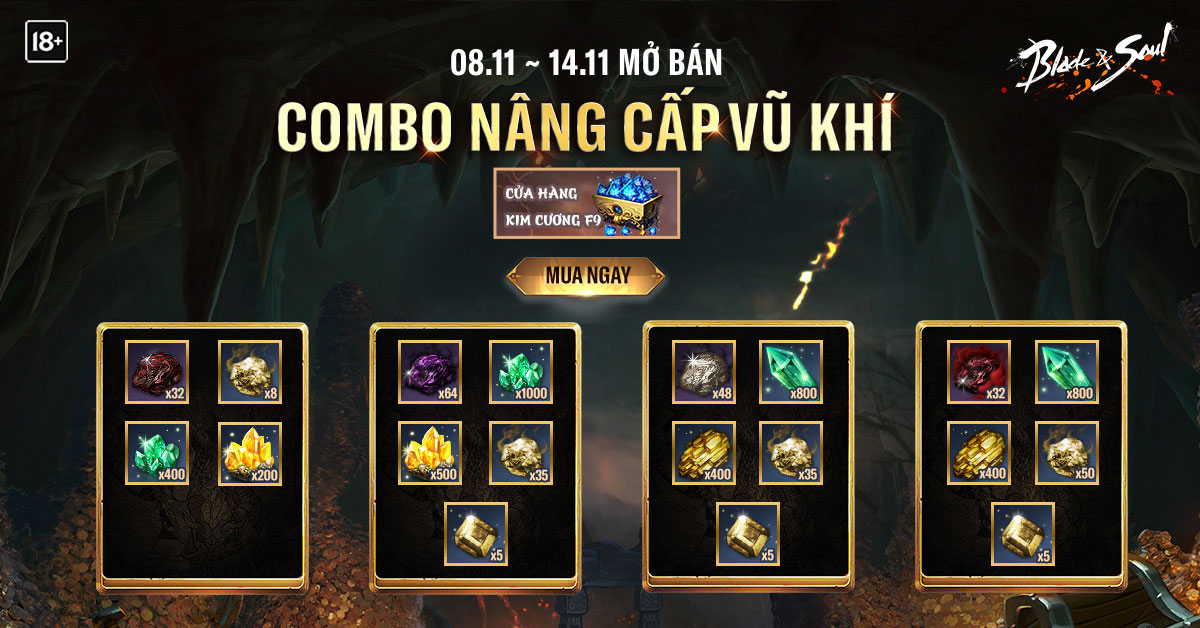 18+
Blade & Soul
08.11 ~ 14.11 MỞ BÁN
COMBO NÂNG CẤP VŨ KHÍ
CỬA HÀNG
KIM CƯƠNG F9
MUA NGAY
x32 x8
x400 x200
x64 x1000
x500 x35
x5
x48 x800
x400 x35
x5
x32 x800
x400 x50
x5